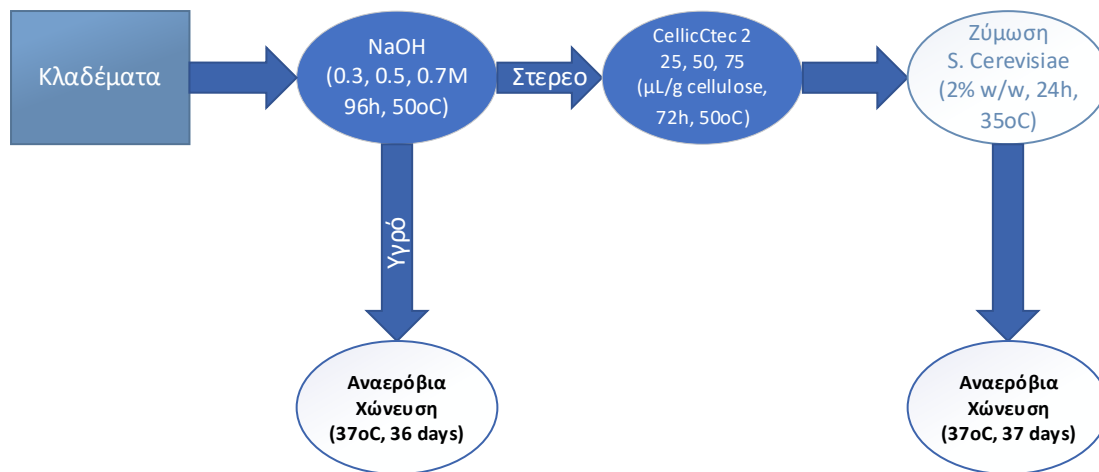 Κλαδέματα
NaOH
(0.3, 0.5, 0.7M
96h, 50oC)
Στερεο
CellicCtec 2
25, 50, 75
(μL/g cellulose,
72h, 50oC)
Ζύμωση
S. Cerevisiae
(2% w/w, 24h,
35oC)
Υγρό
Αναερόβια
Χώνευση
(37oC, 36 days)
Αναερόβια
Χώνευση
(37oC, 37 days)